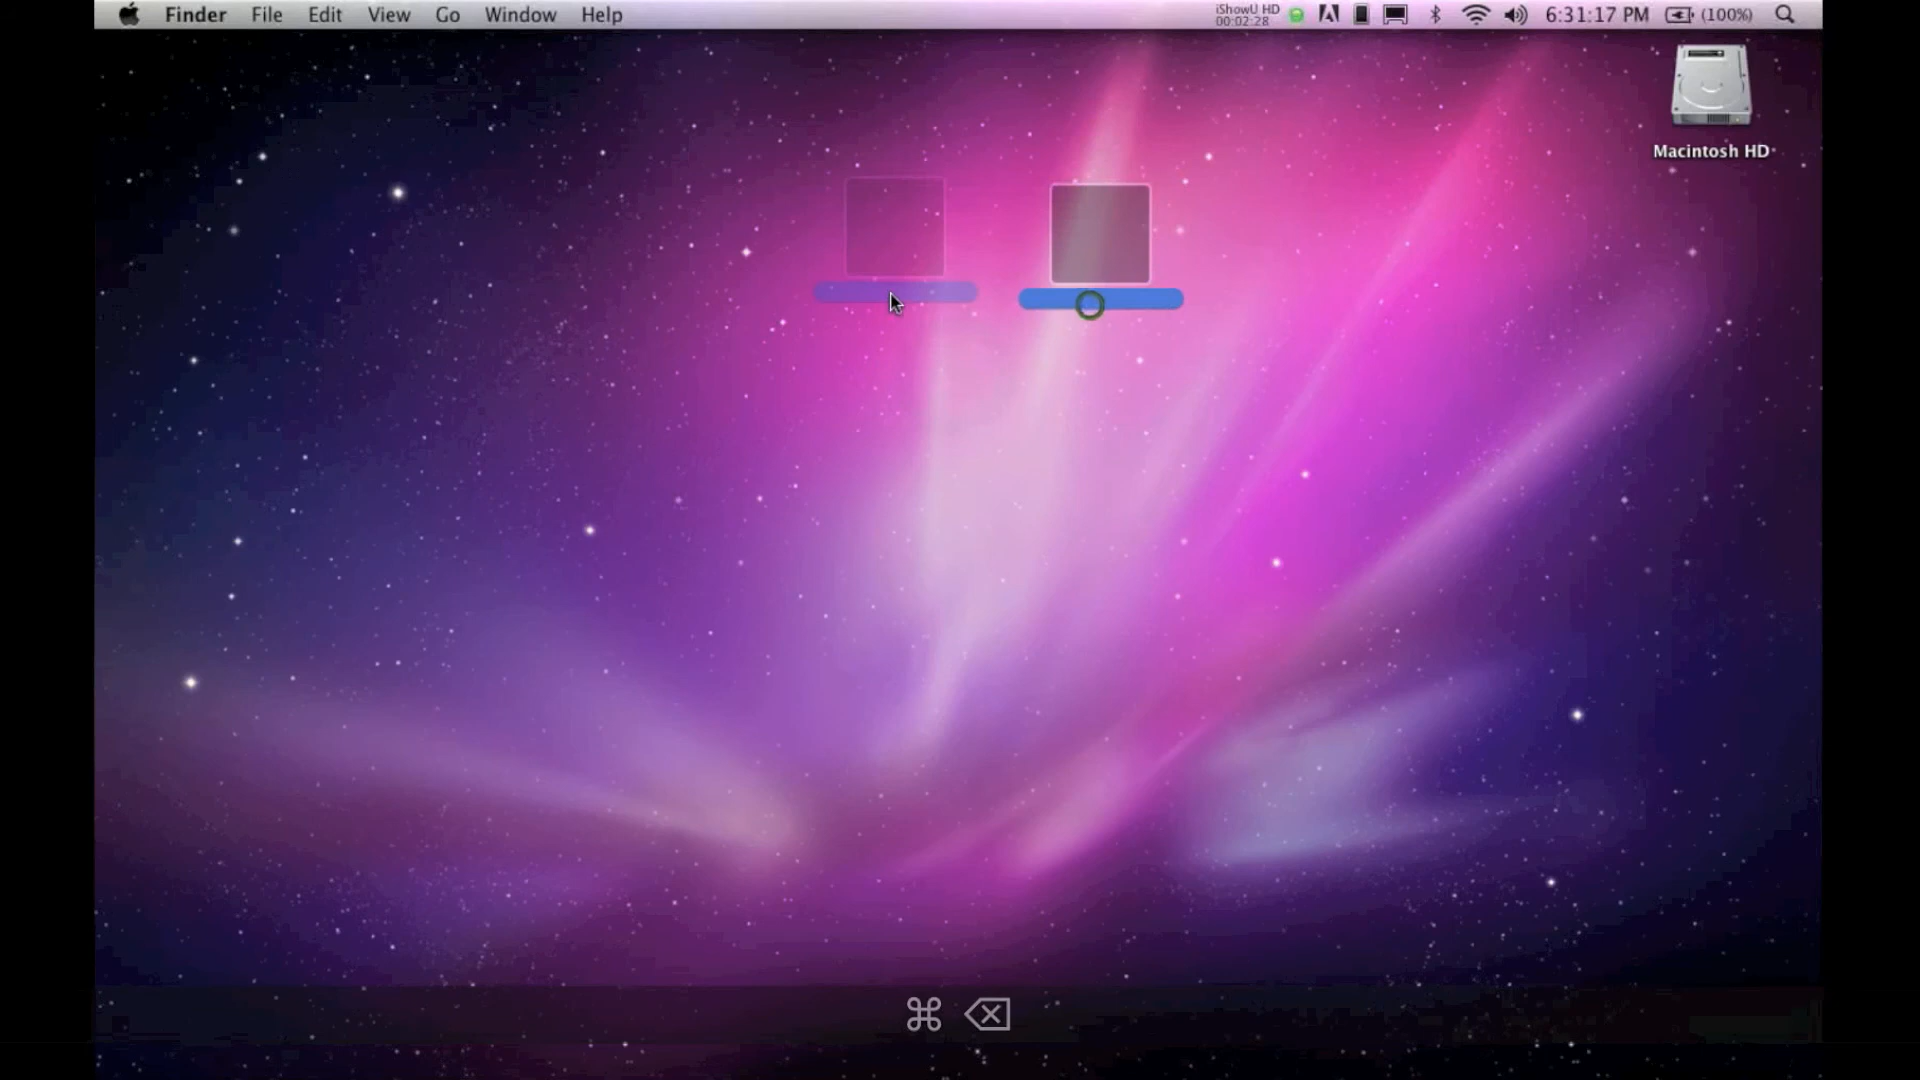 Finder File Edit View Go Window Help iShowU HD 6:31:17 PM (100%)
00:02:28
Macintosh HD
⌘ ⌫